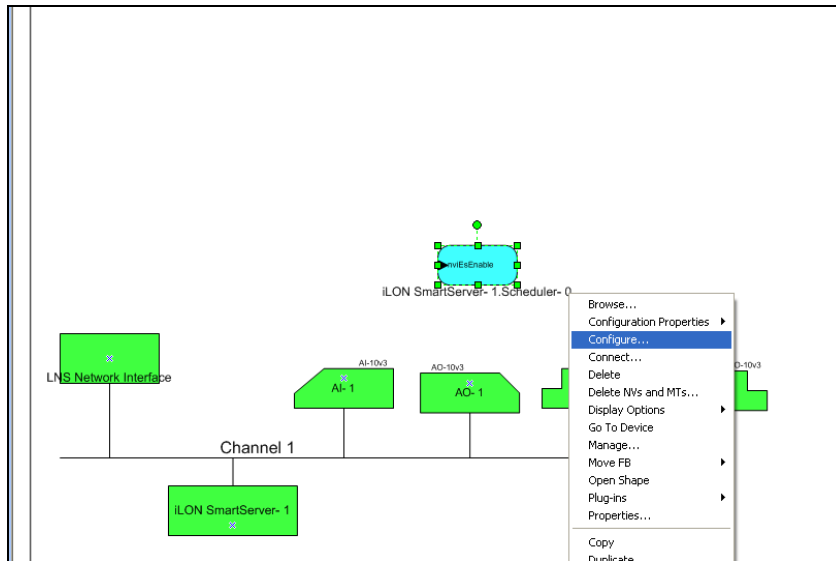 nviEsEnable
iLON SmartServer- 1.Scheduler- 0
Browse...
Configuration Properties
Configure...
Connect...
Delete
Delete NVs and MTs...
Display Options
Go To Device
Manage...
Move FB
Open Shape
Plug-ins
Properties...
Copy
Duplicate
LNS Network Interface
AI-10v3
AI- 1
AO-10v3
AO- 1
O-10v3
Channel 1
iLON SmartServer- 1